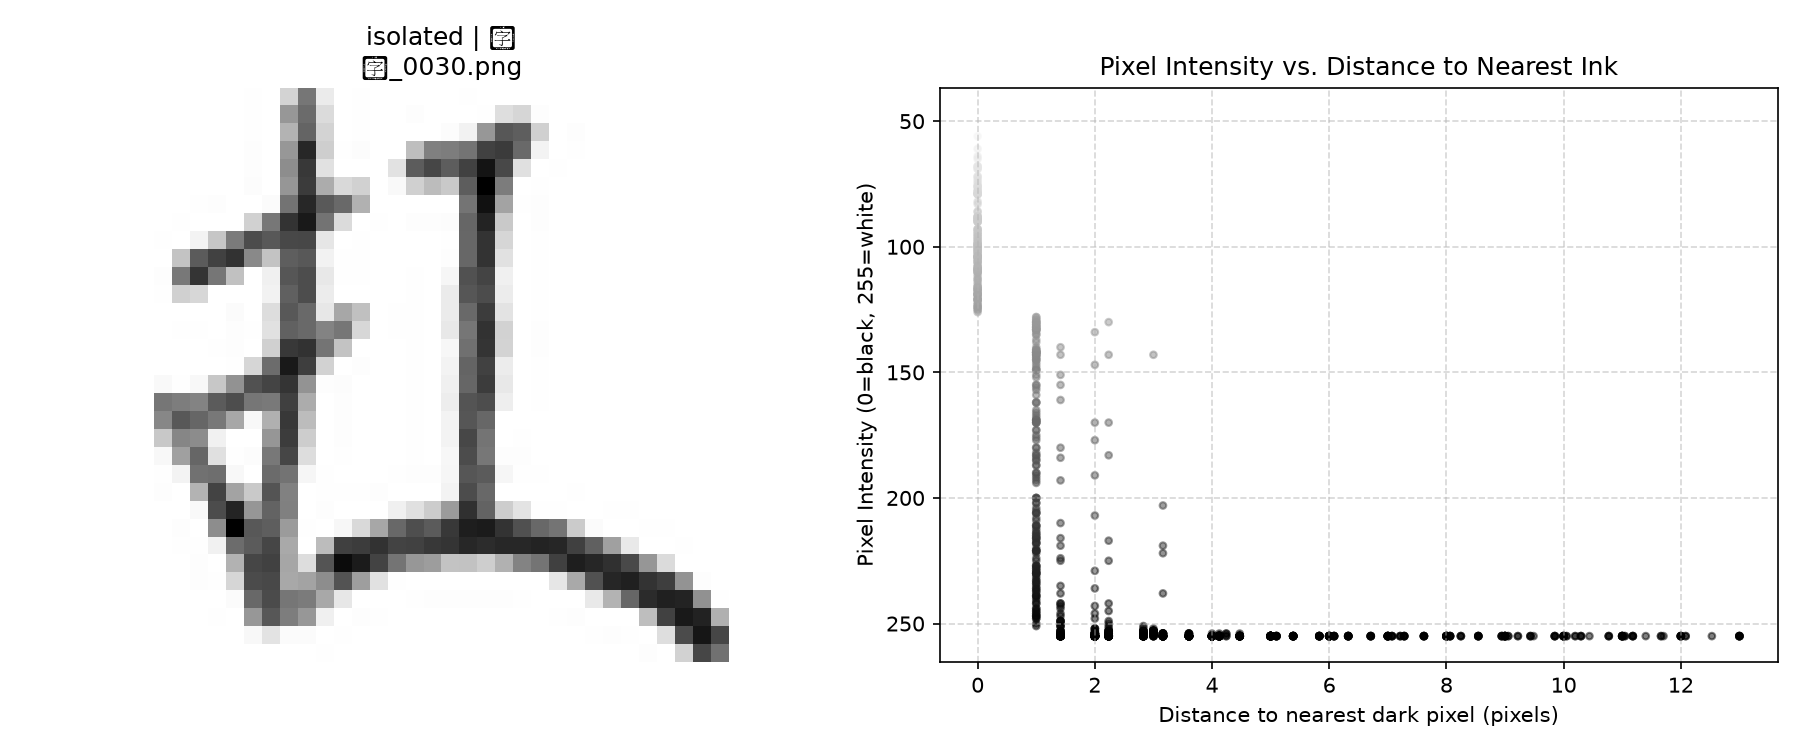 isolated |
_0030.png
扛
Pixel Intensity vs. Distance to Nearest Ink
Pixel Intensity (0=black, 255=white)
50
100
150
200
250
0 2 4 6 8 10 12
Distance to nearest dark pixel (pixels)